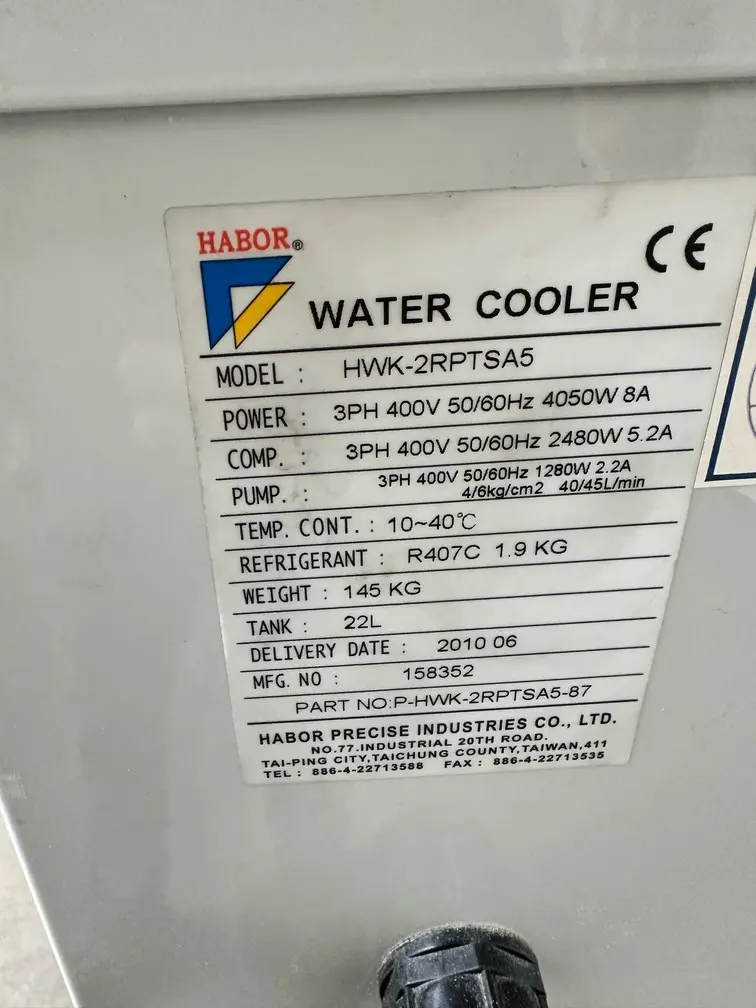 HABOR®
CE
WATER COOLER
MODEL : HWK-2RPTSA5
POWER : 3PH 400V 50/60Hz 4050W 8A
COMP. : 3PH 400V 50/60Hz 2480W 5.2A
PUMP. : 3PH 400V 50/60Hz 1280W 2.2A
4/6kg/cm2 40/45L/min
TEMP. CONT. : 10~40℃
REFRIGERANT : R407C 1.9 KG
WEIGHT : 145 KG
TANK : 22L
DELIVERY DATE : 2010 06
MFG. NO : 158352
PART NO:P-HWK-2RPTSA5-87
HABOR PRECISE INDUSTRIES CO., LTD.
NO.77.INDUSTRIAL 20TH ROAD.
TAI-PING CITY,TAICHUNG COUNTY,TAIWAN,411
TEL : 886-4-22713588 FAX : 886-4-22713535